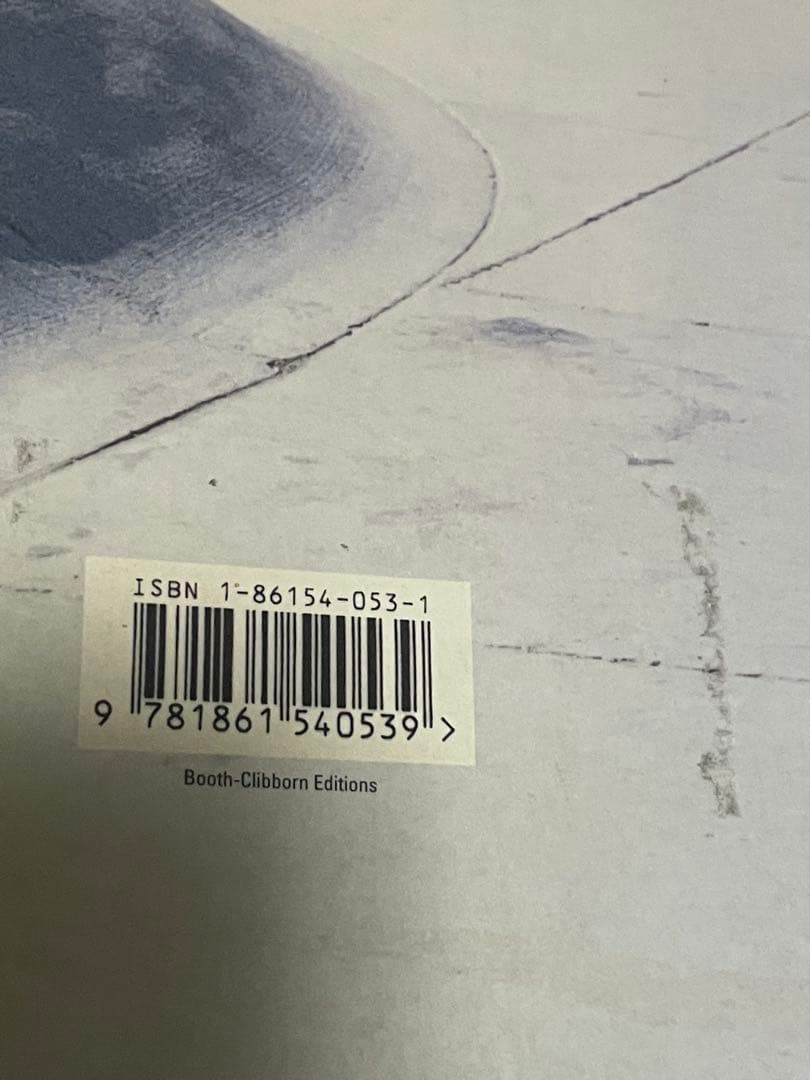 ISBN 1-86154-053-1
9 781861 540539 >
Booth-Clibborn Editions